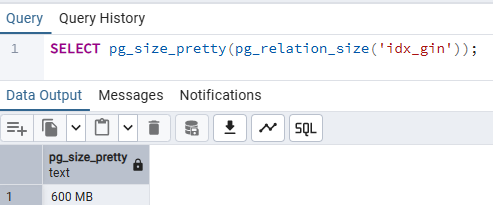 Query Query History
1 SELECT pg_size_pretty(pg_relation_size('idx_gin'));
Data Output Messages Notifications
SQL
pg_size_pretty
text
1 600 MB